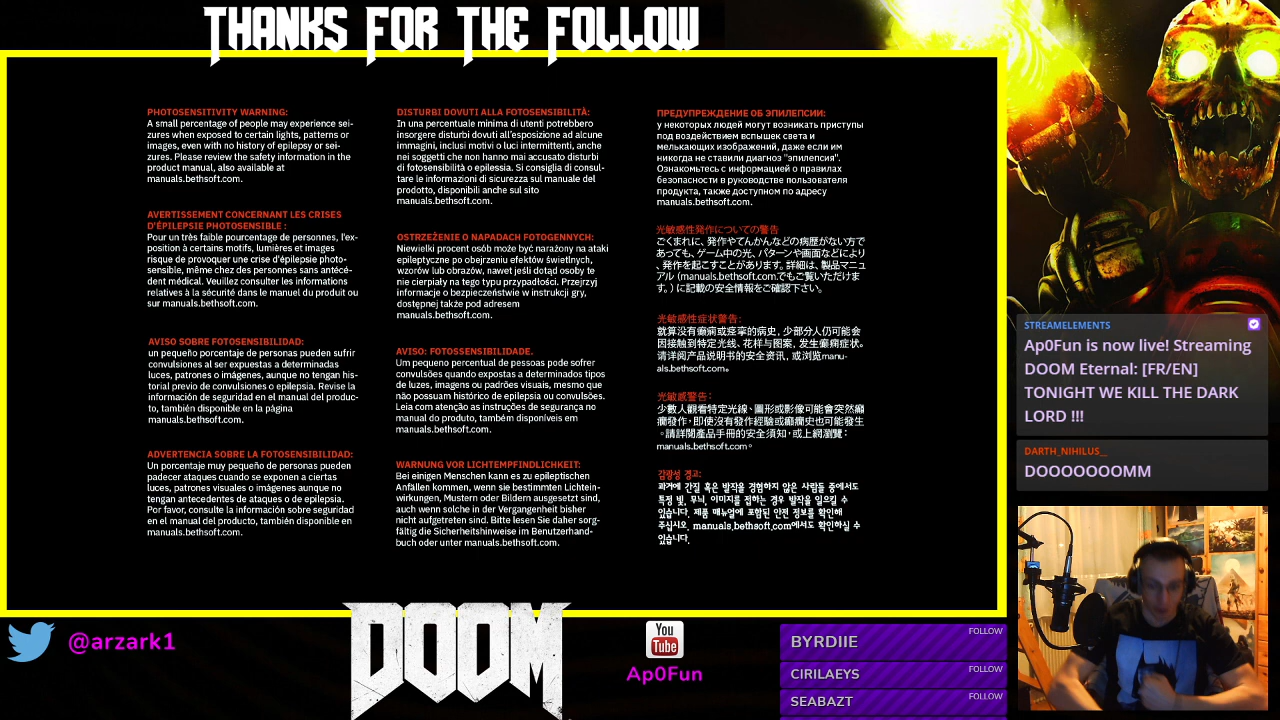 THANKS FOR THE FOLLOW
PHOTOSENSITIVITY WARNING:
A small percentage of people may experience sei-
zures when exposed to certain lights, patterns or
images, even with no history of epilepsy or sei-
zures. Please review the safety information in the
product manual, also available at
manuals.bethsoft.com.
AVERTISSEMENT CONCERNANT LES CRISES
D'ÉPILEPSIE PHOTOSENSIBLE :
Pour un très faible pourcentage de personnes, l'ex-
position à certains motifs, lumières et images
risque de provoquer une crise d'épilepsie photo-
sensible, même chez des personnes sans antécé-
dent médical. Veuillez consulter les informations
relatives à la sécurité dans le manuel du produit ou
sur manuals.bethsoft.com.
AVISO SOBRE FOTOSENSIBILIDAD:
un pequeño porcentaje de personas pueden sufrir
convulsiones al ser expuestas a determinadas
luces, patrones o imágenes, aunque no tengan his-
torial previo de convulsiones o epilepsia. Revise la
información de seguridad en el manual del produc-
to, también disponible en la página
manuals.bethsoft.com.
ADVERTENCIA SOBRE LA FOTOSENSIBILIDAD:
Un porcentaje muy pequeño de personas pueden
padecer ataques cuando se exponen a ciertas
luces, patrones visuales o imágenes aunque no
tengan antecedentes de ataques o de epilepsia.
Por favor, consulte la información sobre seguridad
en el manual del producto, también disponible en
manuals.bethsoft.com.
DISTURBI DOVUTI ALLA FOTOSENSIBILITÀ:
In una percentuale minima di utenti potrebbero
insorgere disturbi dovuti all'esposizione ad alcune
immagini, inclusi motivi o luci intermittenti, anche
nei soggetti che non hanno mai accusato disturbi
di fotosensibilità o epilessia. Si consiglia di consul-
tare le informazioni di sicurezza sul manuale del
prodotto, disponibili anche sul sito
manuals.bethsoft.com.
OSTRZEŻENIE O NAPADACH FOTOGENNYCH:
Niewielki procent osób może być narażony na ataki
epileptyczne po obejrzeniu efektów świetlnych,
wzorów lub obrazów, nawet jeśli dotąd osoby te
nie cierpiały na tego typu przypadłości. Przejrzyj
informacje o bezpieczeństwie w instrukcji gry,
dostępnej także pod adresem
manuals.bethsoft.com.
AVISO: FOTOSSENSIBILIDADE.
Um pequeno percentual de pessoas pode sofrer
convulsões quando expostas a determinados tipos
de luzes, imagens ou padrões visuais, mesmo que
não possuam histórico de epilepsia ou convulsões.
Leia com atenção as instruções de segurança no
manual do produto, também disponíveis em
manuals.bethsoft.com.
WARNUNG VOR LICHTEMPFINDLICHKEIT:
Bei einigen Menschen kann es zu epileptischen
Anfällen kommen, wenn sie bestimmten Lichtein-
wirkungen, Mustern oder Bildern ausgesetzt sind,
auch wenn solche in der Vergangenheit bisher
nicht aufgetreten sind. Bitte lesen Sie daher sorg-
fältig die Sicherheitshinweise im Benutzerhand-
buch oder unter manuals.bethsoft.com.
ПРЕДУПРЕЖДЕНИЕ ОБ ЭПИЛЕПСИИ:
у некоторых людей могут возникать приступы
под воздействием вспышек света и
мелькающих изображений, даже если им
никогда не ставили диагноз "эпилепсия".
Ознакомьтесь с информацией о правилах
безопасности в руководстве пользователя
продукта, также доступном по адресу
manuals.bethsoft.com.
光敏感性発作についての警告
ごくまれに、発作やてんかんなどの病歴がない方で
あっても、ゲーム中の光、パターンや画面などにより
、発作を起こすことがあります。詳細は、製品マニュ
アル (manuals.bethsoft.comでもご覧いただけま
す。) に記載の安全情報をご確認下さい。
光敏感性症状警告:
就算没有癫痫或痉挛的病史，少部分人仍可能会
因接触到特定光线、花样与图案，发生癫痫症状。
请详阅产品说明书的安全资讯，或浏览manu-
als.bethsoft.com。
光敏感警告：
少數人觀看特定光線、圖形或影像可能會突然癲
癇發作，即使沒有發作經驗或癲癇史也可能發生
。請詳閱產品手冊的安全須知，或上網瀏覽：
manuals.bethsoft.com。
감광성 경고:
과거에 간질 혹은 발작을 경험하지 않은 사람들 중에서도
특정 빛, 무늬, 이미지를 접하는 경우 발작을 일으킬 수
있습니다. 제품 매뉴얼에 포함된 안전 정보를 확인해
주십시오. manuals.bethsoft.com에서도 확인하실 수
있습니다.
STREAMELEMENTS
Ap0Fun is now live! Streaming
DOOM Eternal: [FR/EN]
TONIGHT WE KILL THE DARK
LORD !!!
DARTH_NIHILUS__
DOOOOOOOMM
@arzark1
DOOM
You
Tube
Ap0Fun
BYRDIIE FOLLOW
CIRILAEYS FOLLOW
SEABAZT FOLLOW